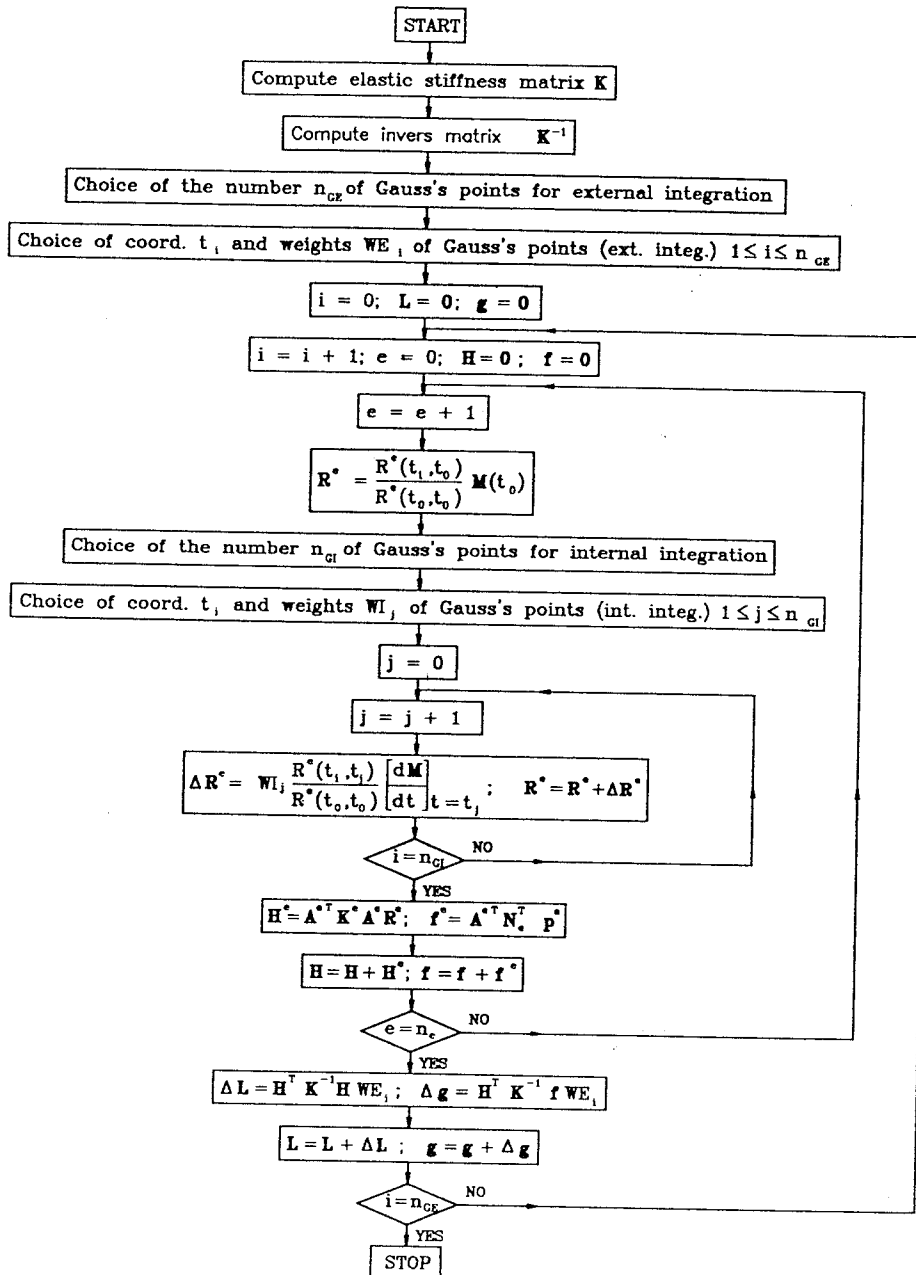 START
Compute elastic stiffness matrix K
Compute invers matrix K⁻¹
Choice of the number n_GE of Gauss's points for external integration
Choice of coord. t_i and weights WE_i of Gauss's points (ext. integ.) 1 ≤ i ≤ n_GE
i = 0; L = 0; g = 0
i = i + 1; e = 0; H = 0; f = 0
e = e + 1
R^e = R^e(t_i,t_0) / R^e(t_0,t_0) M(t_0)
Choice of the number n_GI of Gauss's points for internal integration
Choice of coord. t_j and weights WI_j of Gauss's points (int. integ.) 1 ≤ j ≤ n_GI
j = 0
j = j + 1
ΔR^e = WI_j R^e(t_i,t_j) / R^e(t_0,t_0) [dM/dt] t = t_j ; R^e = R^e + ΔR^e
i = n_GI
NO
YES
H^e = A^eT K^e A^e R^e; f^e = A^eT N_e^T p^e
H = H + H^e; f = f + f^e
e = n_e
NO
YES
ΔL = H^T K⁻¹ H WE_i; Δg = H^T K⁻¹ f WE_i
L = L + ΔL ; g = g + Δg
i = n_GE
NO
YES
STOP